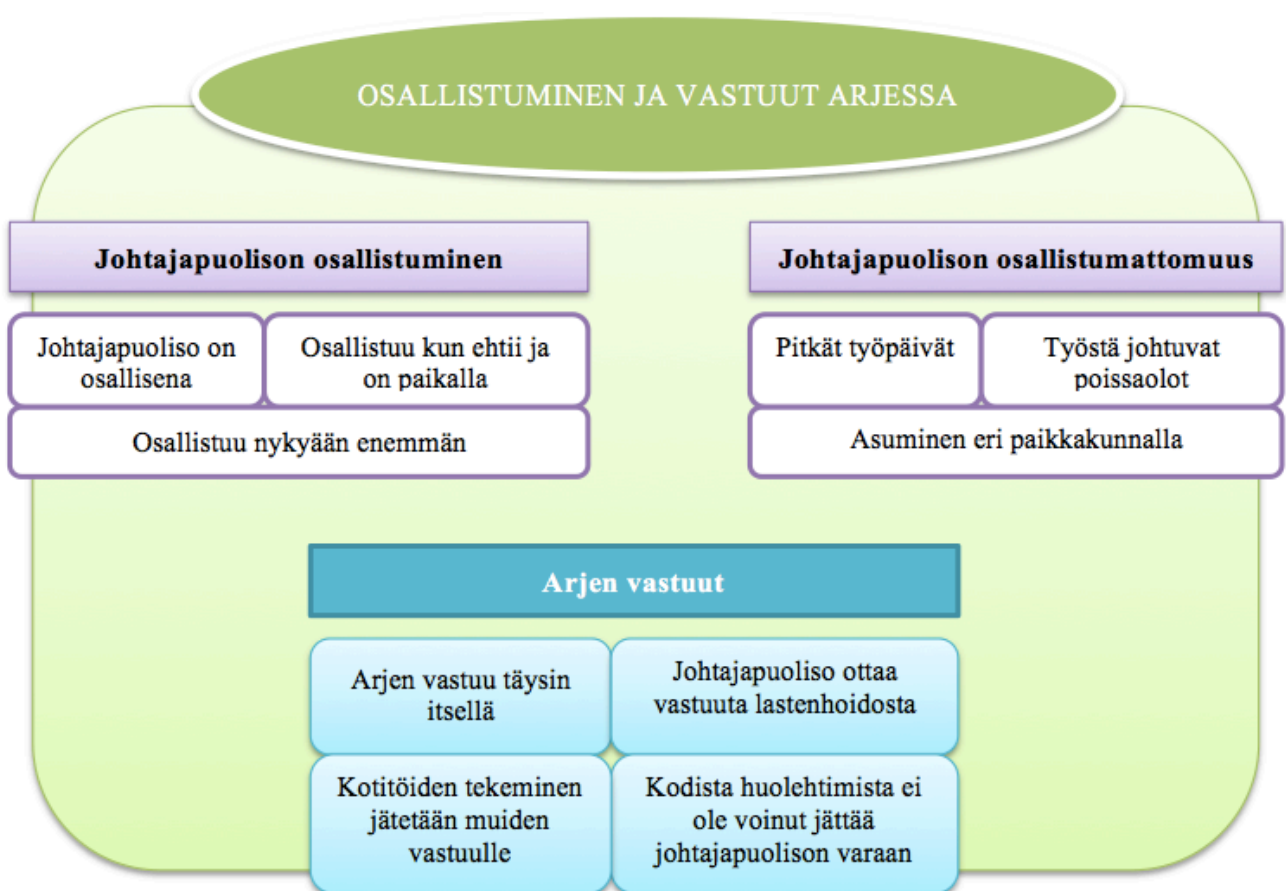 OSALLISTUMINEN JA VASTUUT ARJESSA
Johtajapuolison osallistuminen
Johtajapuoliso on
osallisena
Osallistuu kun ehtii ja
on paikalla
Osallistuu nykyään enemmän
Johtajapuolison osallistumattomuus
Pitkät työpäivät
Työstä johtuvat
poissaolot
Asuminen eri paikkakunnalla
Arjen vastuut
Arjen vastuu täysin
itsellä
Johtajapuoliso ottaa
vastuuta lastenhoidosta
Kotitöiden tekeminen
jätetään muiden
vastuulle
Kodista huolehtimista ei
ole voinut jättää
johtajapuolison varaan